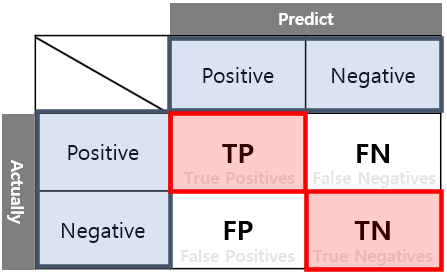 Predict
Positive
Negative
Actually
Positive
TP
True Positives
FN
False Negatives
Negative
FP
False Positives
TN
True Negatives